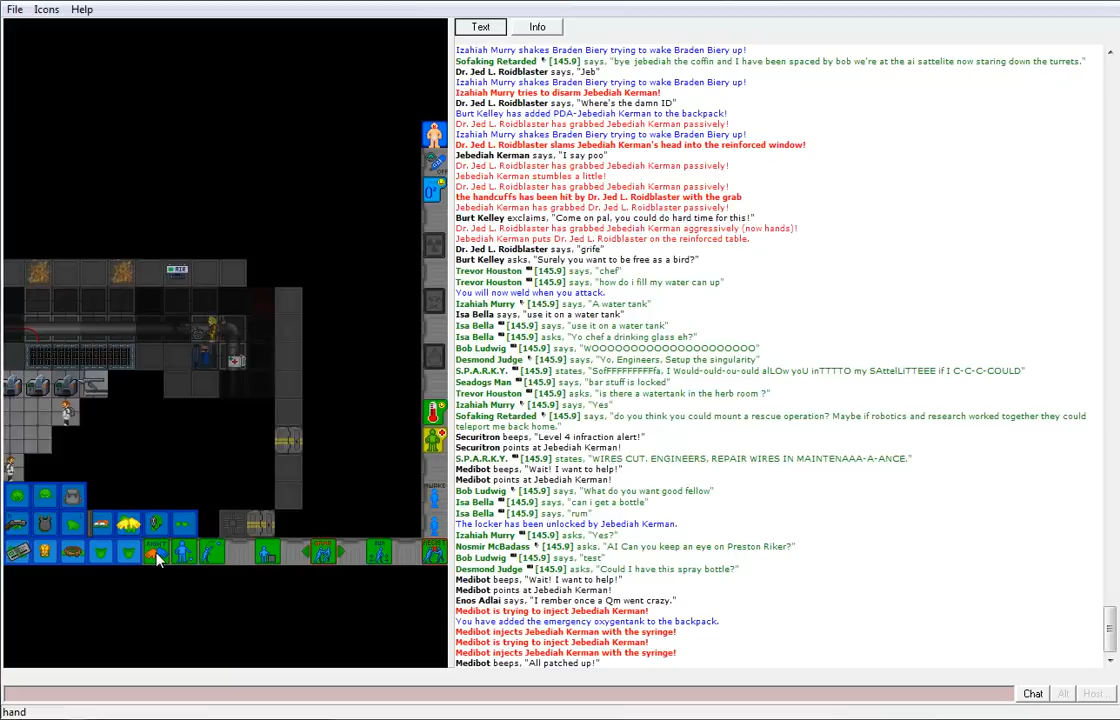 File Icons Help
Text Info
Izahiah Murry shakes Braden Biery trying to wake Braden Biery up!
Sofaking Retarded [145.9] says, "bye jebediah the coffin and I have been spaced by bob we're at the ai sattelite now staring down the turrets."
Dr. Jed L. Roidblaster says, "Jeb"
Izahiah Murry shakes Braden Biery trying to wake Braden Biery up!
Izahiah Murry tries to disarm Jebediah Kerman!
Dr. Jed L. Roidblaster says, "Where's the damn ID"
Burt Kelley has added PDA-Jebediah Kerman to the backpack!
Dr. Jed L. Roidblaster has grabbed Jebediah Kerman passively!
Izahiah Murry shakes Braden Biery trying to wake Braden Biery up!
Dr. Jed L. Roidblaster slams Jebediah Kerman's head into the reinforced window!
Jebediah Kerman says, "I say poo"
Dr. Jed L. Roidblaster has grabbed Jebediah Kerman passively!
Jebediah Kerman stumbles a little!
Dr. Jed L. Roidblaster has grabbed Jebediah Kerman passively!
the handcuffs has been hit by Dr. Jed L. Roidblaster with the grab
Jebediah Kerman has grabbed Dr. Jed L. Roidblaster passively!
Burt Kelley exclaims, "Come on pal, you could do hard time for this!"
Dr. Jed L. Roidblaster has grabbed Jebediah Kerman aggressively (now hands)!
Jebediah Kerman puts Dr. Jed L. Roidblaster on the reinforced table.
Dr. Jed L. Roidblaster says, "grife"
Burt Kelley asks, "Surely you want to be free as a bird?"
Trevor Houston [145.9] says, "chef"
Trevor Houston [145.9] says, "how do i fill my water can up"
You will now weld when you attack.
Izahiah Murry [145.9] says, "A water tank"
Isa Bella says, "use it on a water tank"
Isa Bella [145.9] says, "use it on a water tank"
Isa Bella [145.9] asks, "Yo chef a drinking glass eh?"
Bob Ludwig [145.9] says, "WOOOOOOOOOOOOOOOOOOOO"
Desmond Judge [145.9] says, "Yo, Engineers, Setup the singularity"
S.P.A.R.K.Y. [145.9] states, "SofFFFFFFFFfa, I Would-ould-ou-ould alLOw yoU inTTTTO my SAttelLiTTEEE if I C-C-C-COULD"
Seadogs Man [145.9] says, "bar stuff is locked"
Trevor Houston [145.9] asks, "is there a watertank in the herb room ?"
Izahiah Murry [145.9] says, "Yes"
Sofaking Retarded [145.9] says, "do you think you could mount a rescue operation? Maybe if robotics and research worked together they could
teleport me back home."
Securitron beeps, "Level 4 infraction alert!"
Securitron points at Jebediah Kerman!
S.P.A.R.K.Y. [145.9] states, "WIRES CUT. ENGINEERS, REPAIR WIRES IN MAINTENAAA-A-ANCE."
Medibot beeps, "Wait! I want to help!"
Medibot points at Jebediah Kerman!
Bob Ludwig [145.9] says, "What do you want good fellow"
Isa Bella [145.9] says, "can i get a bottle"
Isa Bella [145.9] says, "rum"
The locker has been unlocked by Jebediah Kerman.
Izahiah Murry [145.9] asks, "Yes?"
Nosmir McBadass [145.9] asks, "AI Can you keep an eye on Preston Riker?"
Bob Ludwig [145.9] says, "test"
Desmond Judge [145.9] asks, "Could I have this spray bottle?"
Medibot beeps, "Wait! I want to help!"
Medibot points at Jebediah Kerman!
Enos Adlai says, "I rember once a Qm went crazy."
Medibot is trying to inject Jebediah Kerman!
You have added the emergency oxygentank to the backpack.
Medibot injects Jebediah Kerman with the syringe!
Medibot is trying to inject Jebediah Kerman!
Medibot injects Jebediah Kerman with the syringe!
Medibot beeps, "All patched up!"
OFF
0°
AIR
AWAKE
RIGHT
RUN
RESIST
Chat Alt Host...
hand